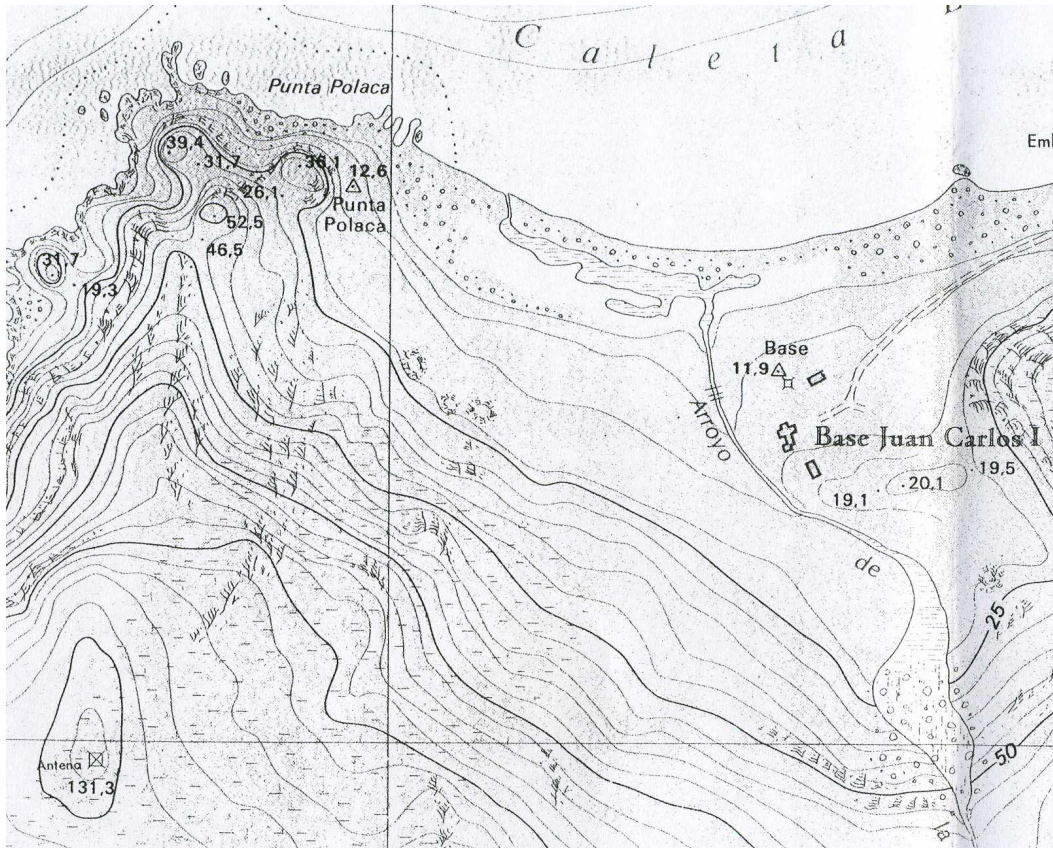 C a l e t a
Punta Polaca
Emb
39,4
31,7
36,1
12,6
26,1
Punta
Polaca
52,5
46,5
31,7
19,3
Base
11,9
Arroyo
Base Juan Carlos I
19,5
20,1
19,1
de
25
50
Antena
131,3
la